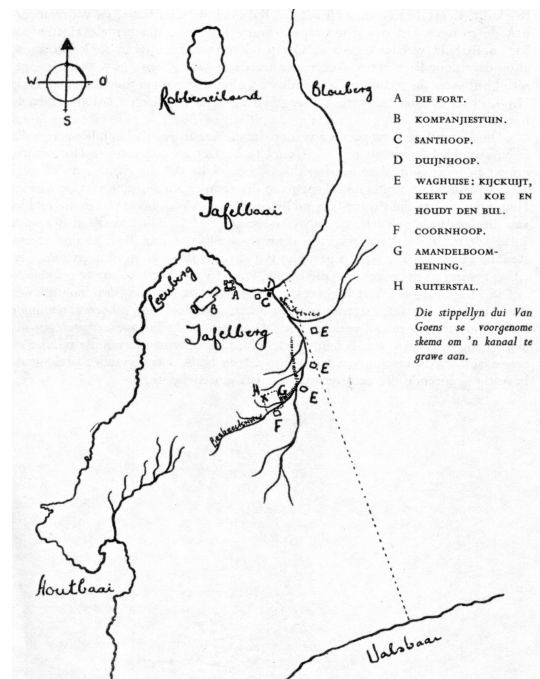 W
O
S
Robbeneiland
Blouberg
Tafelbaai
Leeuberg
Tafelberg
A
B
C
D
E
E
E
H
X
G
F
Houtbaai
Valsbaai
A DIE FORT.
B KOMPANJIESTUIN.
C SANTHOOP.
D DUIJNHOOP.
E WAGHUISE: KIJCKUIJT,
KEERT DE KOE EN
HOUDT DEN BUL.
F COORNHOOP.
G AMANDELBOOM-
HEINING.
H RUITERSTAL.
Die stippellyn dui Van
Goens se voorgenome
skema om 'n kanaal te
grawe aan.